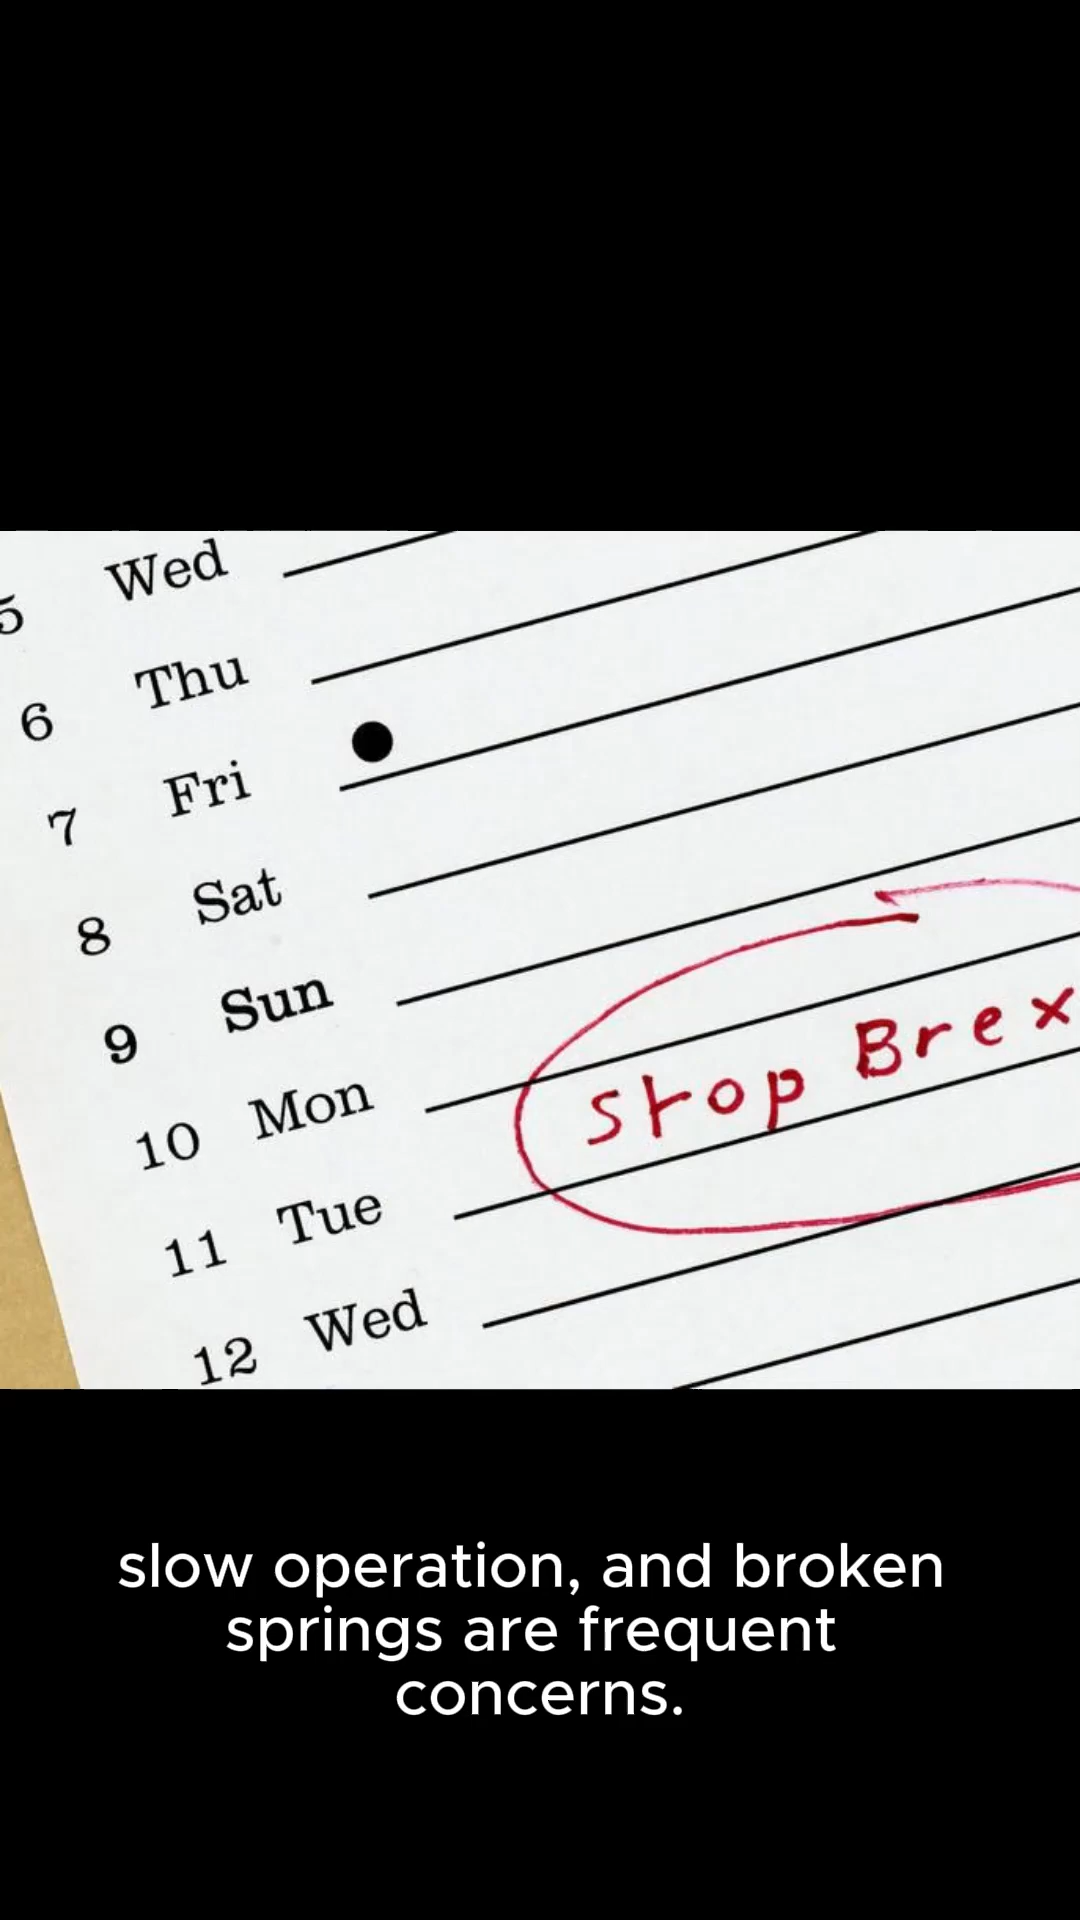 5 Wed
6 Thu
7 Fri
8 Sat
9 Sun
10 Mon
Stop Brex
11 Tue
12 Wed
slow operation, and broken
springs are frequent
concerns.